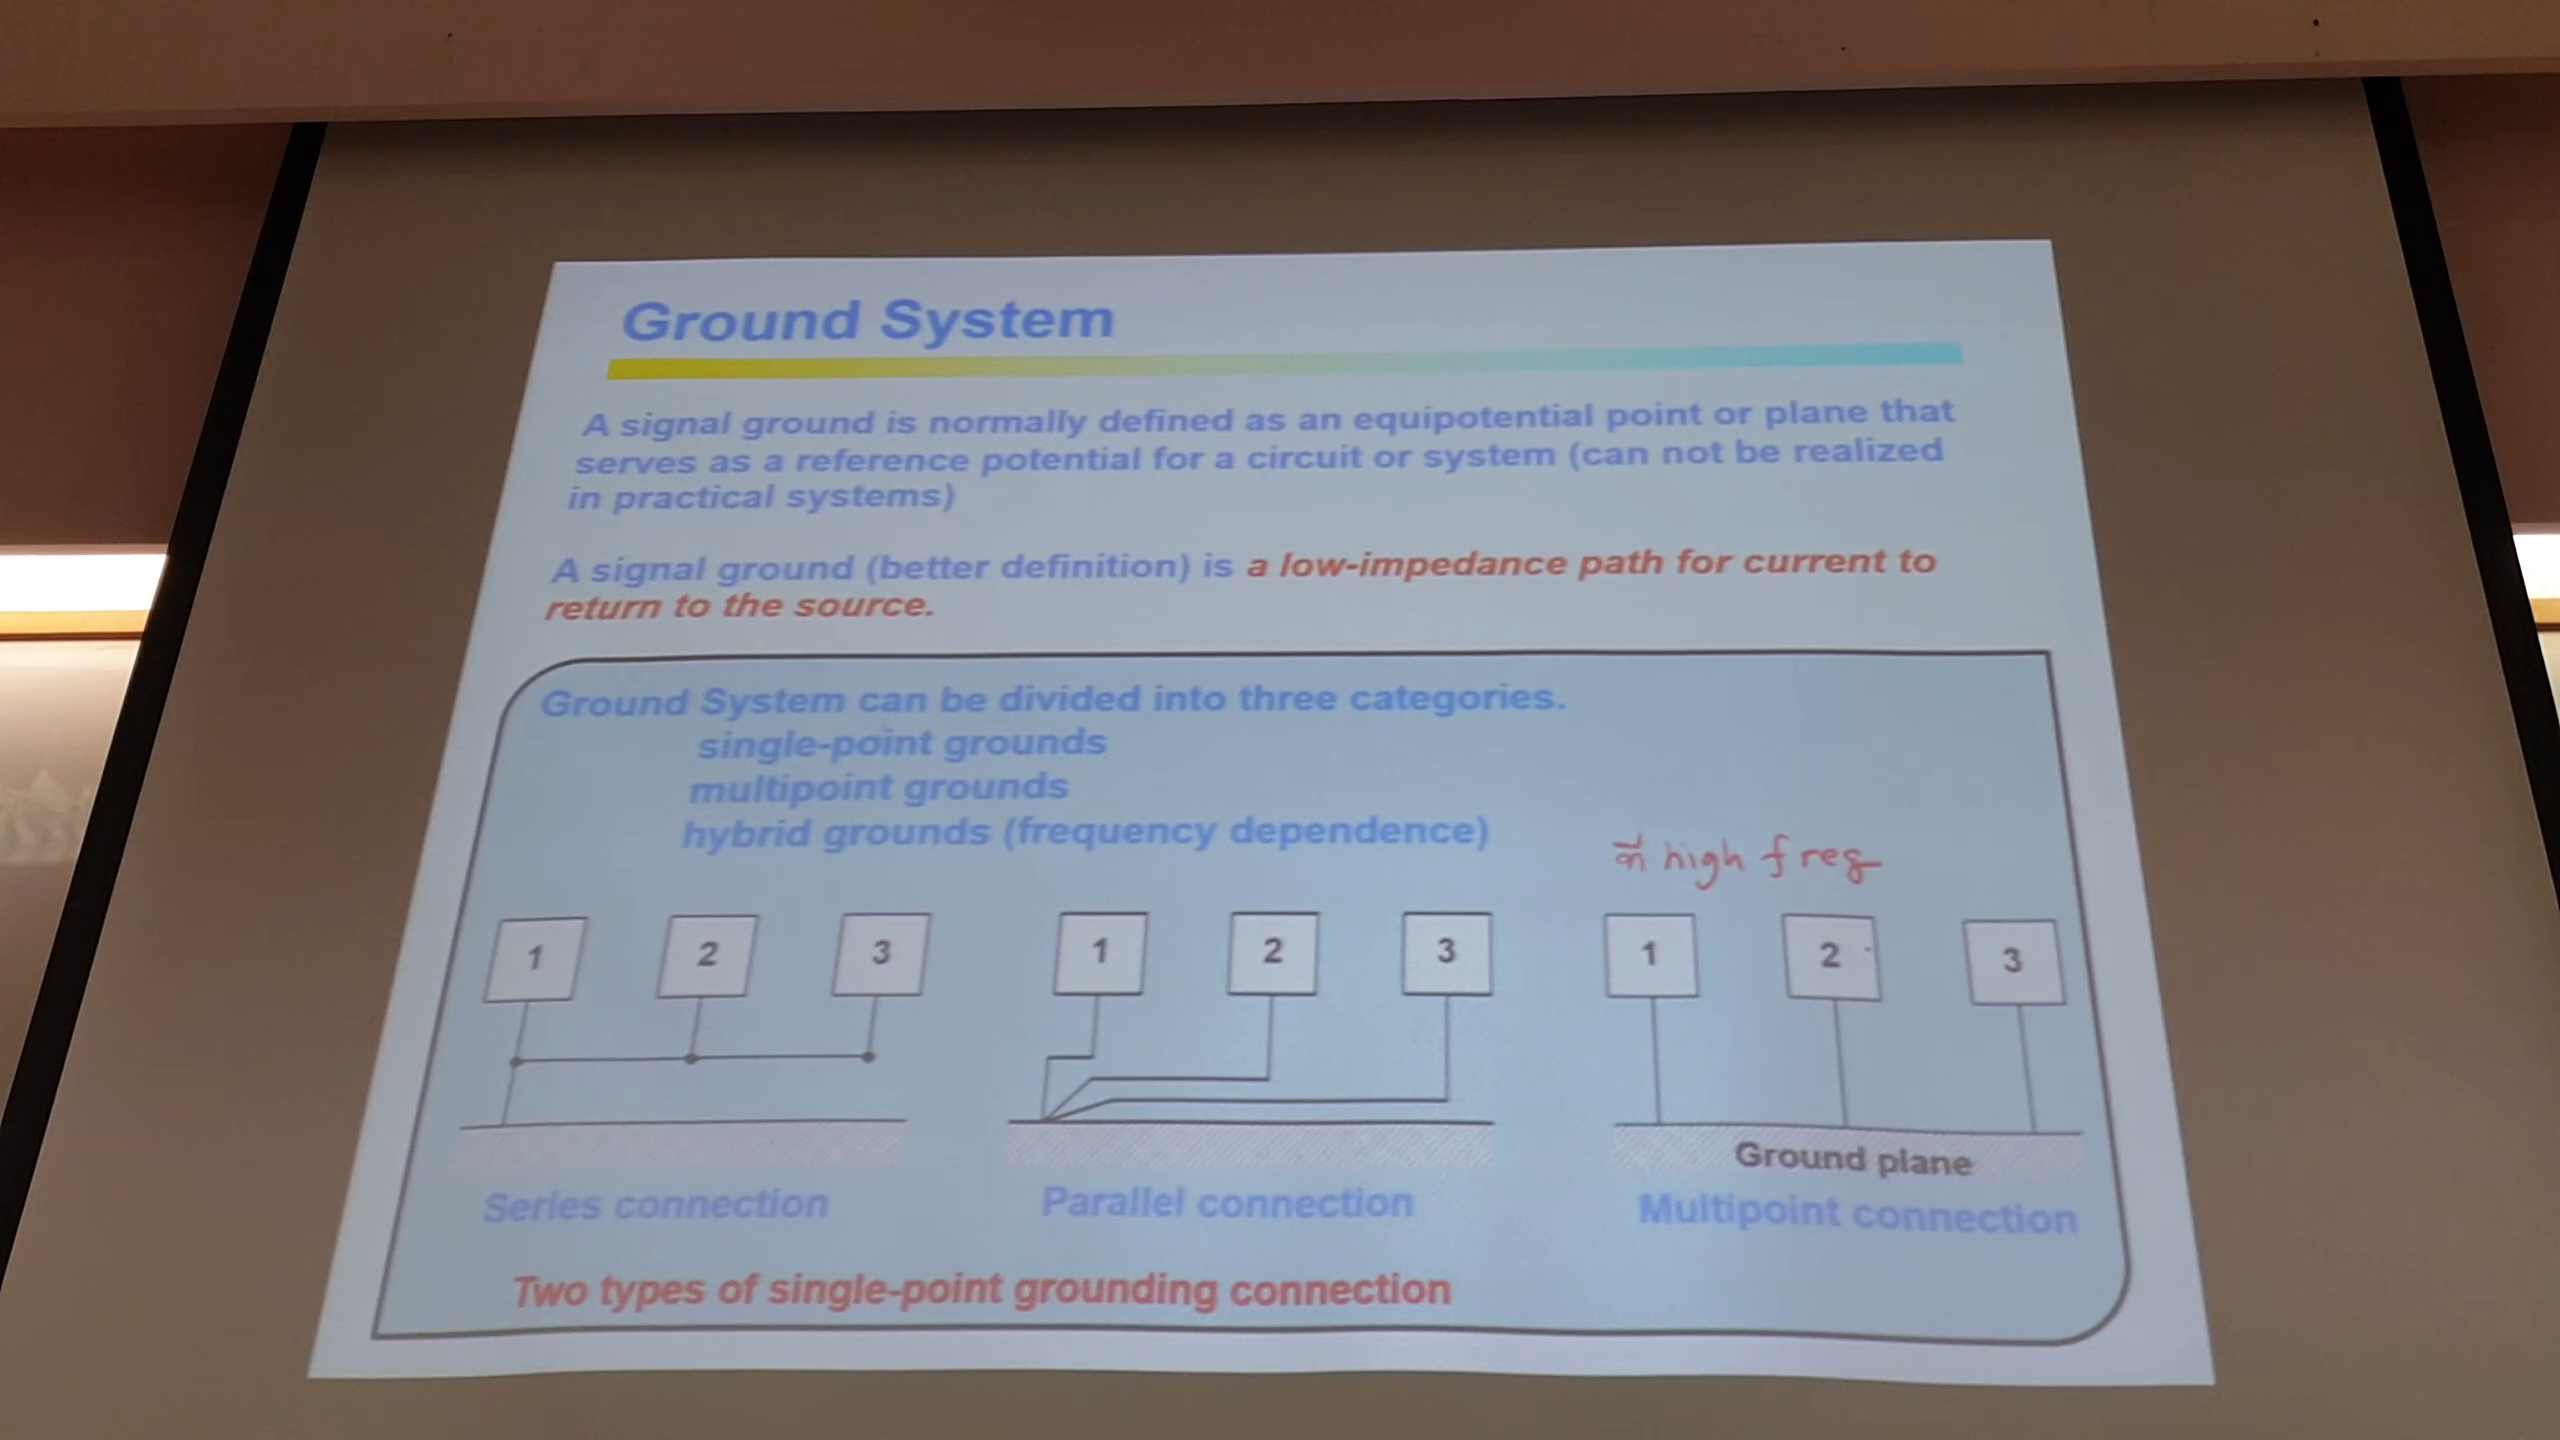 Ground System
A signal ground is normally defined as an equipotential point or plane that
serves as a reference potential for a circuit or system (can not be realized
in practical systems)
A signal ground (better definition) is a low-impedance path for current to
return to the source.
Ground System can be divided into three categories.
single-point grounds
multipoint grounds
hybrid grounds (frequency dependence)
ที่ high freq
1 2 3
1 2 3
1 2 3
Ground plane
Series connection
Parallel connection
Multipoint connection
Two types of single-point grounding connection